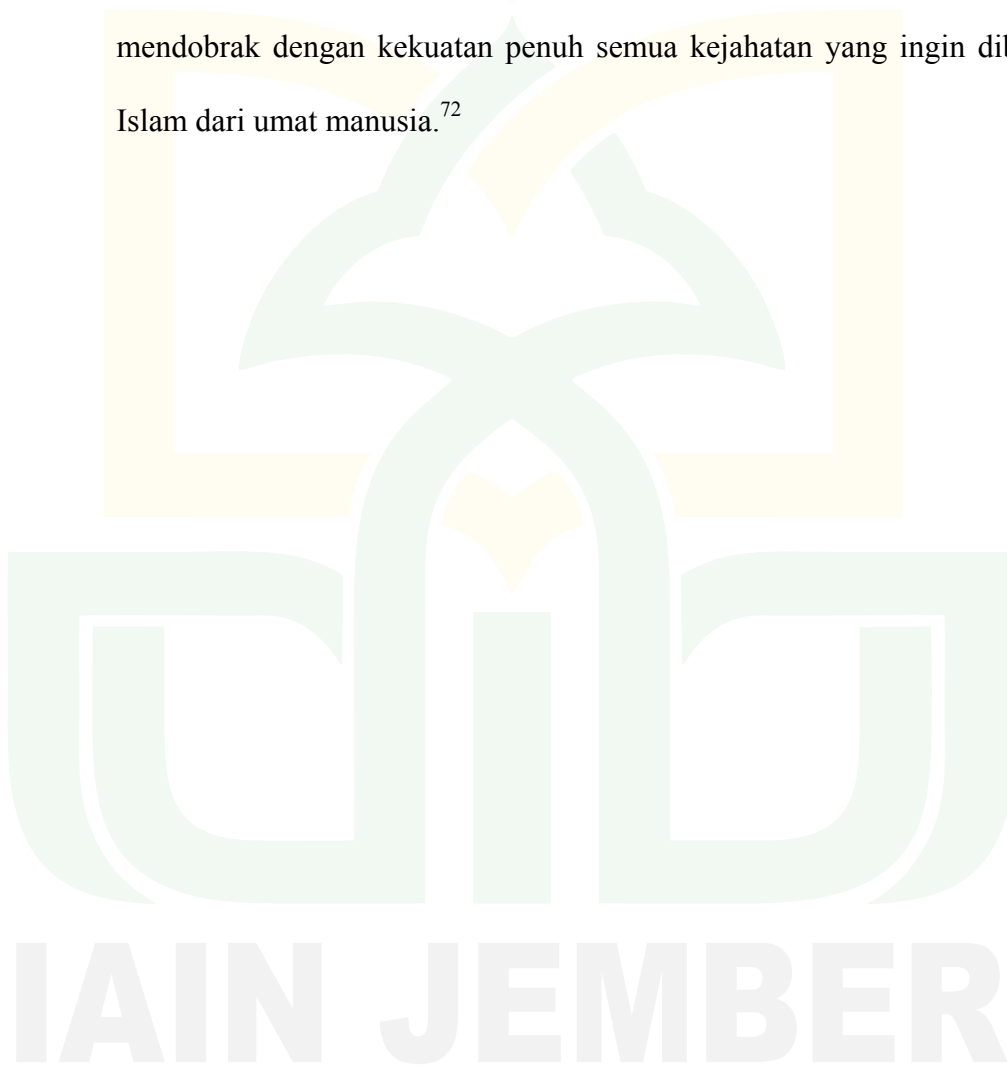 mendobrak dengan kekuatan penuh semua kejahatan yang ingin
Islam dari umat manusia.⁷²
IAIN JEMBER